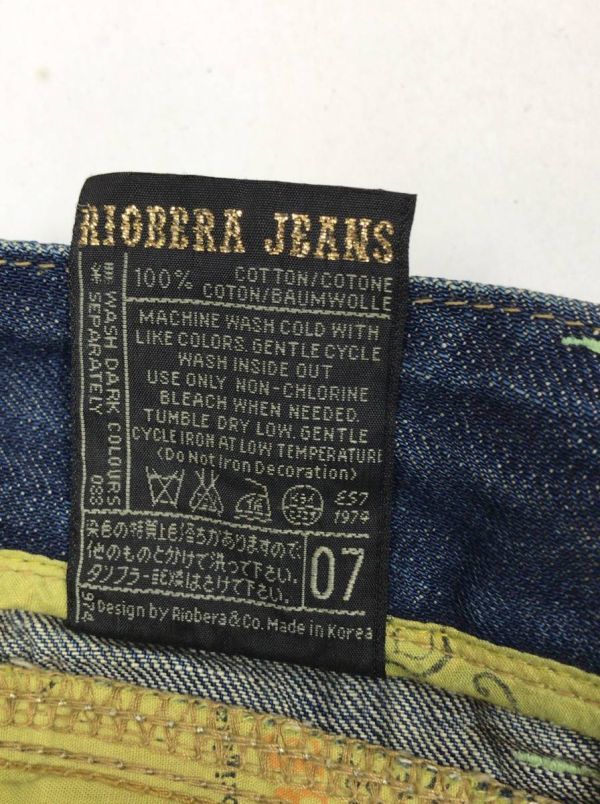 RIOBERA JEANS
100% COTTON/COTONE
COTON/BAUMWOLLE
MACHINE WASH COLD WITH
LIKE COLORS. GENTLE CYCLE
WASH INSIDE OUT
USE ONLY NON-CHLORINE
BLEACH WHEN NEEDED.
TUMBLE DRY LOW. GENTLE
CYCLE IRON AT LOW TEMPERATURE
(Do Not Iron Decoration)
WASH DARK COLOURS 083
SEPARATELY
ES7
1974
染色の特質上色落ちがありますので、
他のものとわけて洗って下さい。
タンブラー乾燥はさけて下さい。
07
974
Design by Riobera&Co. Made in Korea